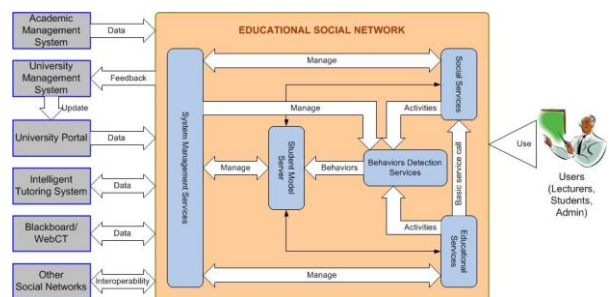 Academic
Management
System
Data
EDUCATIONAL SOCIAL NETWORK
University
Management
System
Feedback
Update
University Portal
Data
Intelligent
Tutoring System
Data
Blackboard/
WebCT
Data
Other
Social Networks
Interoperability
System Management Services
Manage
Manage
Manage
Manage
Student Model
Server
Behaviors
Behaviors Detection
Services
Activities
Activities
Social Services
Basic service call
Educational
Services
Use
Users
(Lecturers,
Students,
Admin)